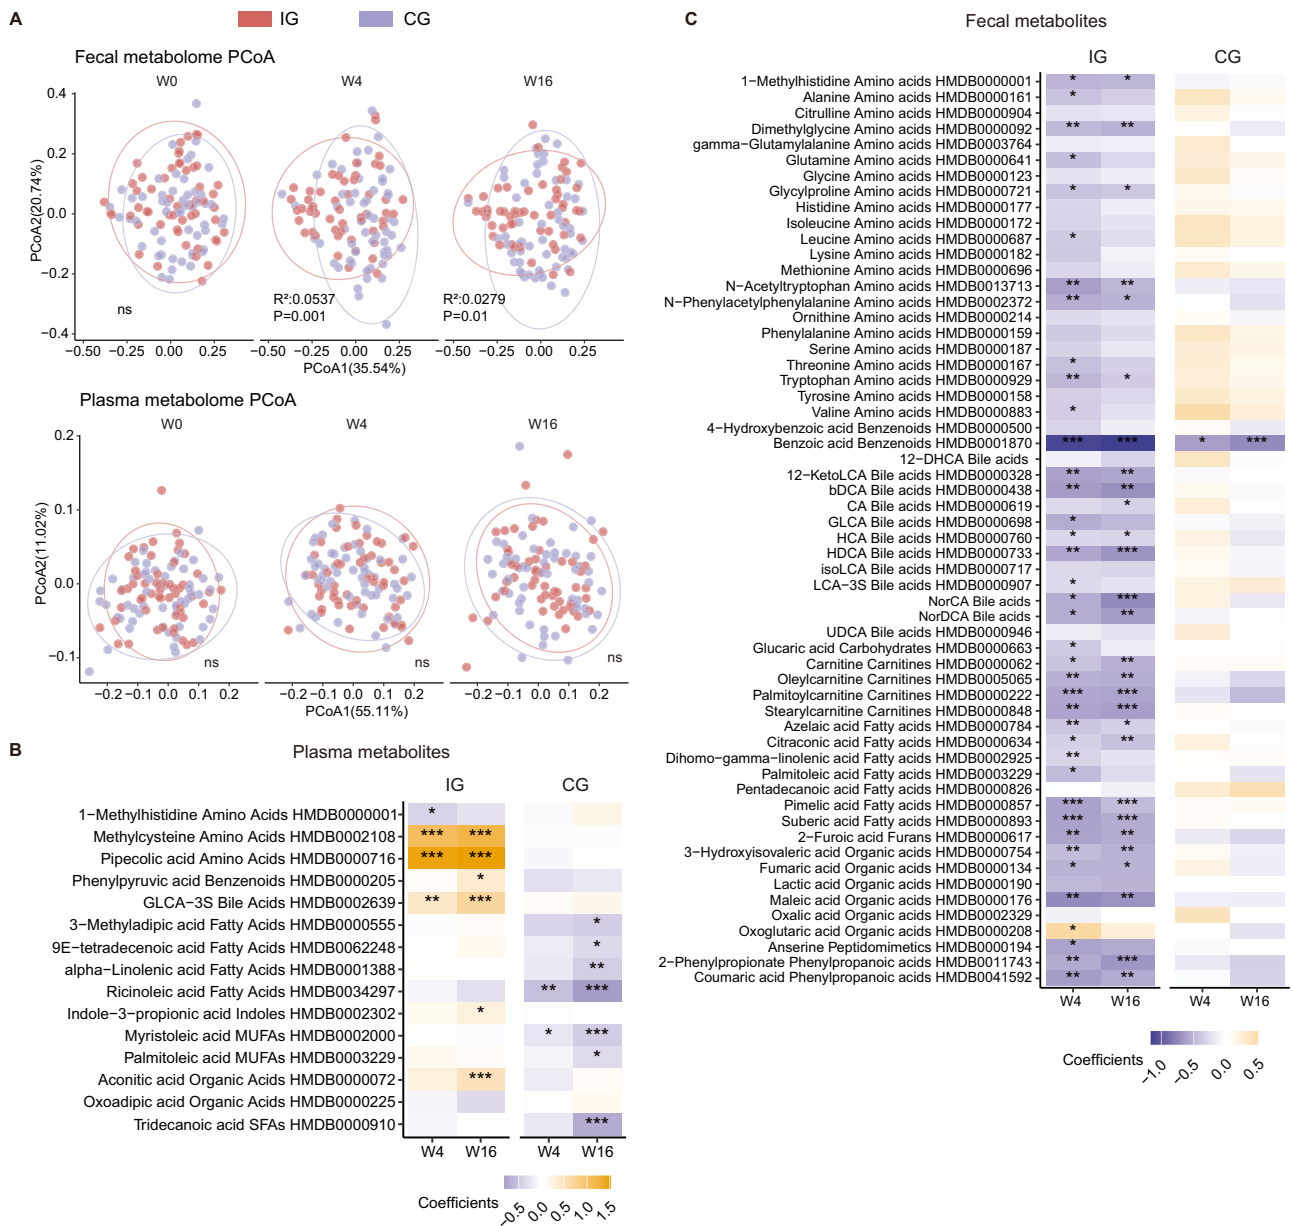 A
IG
CG
Fecal metabolome PCoA
W0
W4
W16
PCoA2(20.74%)
0.4
0.2
0.0
−0.2
−0.4
ns
R²:0.0537
P=0.001
R²:0.0279
P=0.01
−0.50 −0.25 0.00 0.25
−0.50 −0.25 0.00 0.25
−0.50 −0.25 0.00 0.25
PCoA1(35.54%)
Plasma metabolome PCoA
W0
W4
W16
PCoA2(11.02%)
0.2
0.1
0.0
−0.1
ns
ns
ns
−0.2 −0.1 0.0 0.1 0.2
−0.2 −0.1 0.0 0.1 0.2
−0.2 −0.1 0.0 0.1 0.2
PCoA1(55.11%)
B
Plasma metabolites
IG
CG
1−Methylhistidine Amino Acids HMDB0000001 *
Methylcysteine Amino Acids HMDB0002108 *** ***
Pipecolic acid Amino Acids HMDB0000716 *** ***
Phenylpyruvic acid Benzenoids HMDB0000205 *
GLCA−3S Bile Acids HMDB0002639 ** ***
3−Methyladipic acid Fatty Acids HMDB0000555 *
9E−tetradecenoic acid Fatty Acids HMDB0062248 *
alpha−Linolenic acid Fatty Acids HMDB0001388 **
Ricinoleic acid Fatty Acids HMDB0034297 ** ***
Indole−3−propionic acid Indoles HMDB0002302 *
Myristoleic acid MUFAs HMDB0002000 * ***
Palmitoleic acid MUFAs HMDB0003229 *
Aconitic acid Organic Acids HMDB0000072 ***
Oxoadipic acid Organic Acids HMDB0000225
Tridecanoic acid SFAs HMDB0000910 ***
W4 W16 W4 W16
Coefficients
−0.5 0.0 0.5 1.0 1.5
C
Fecal metabolites
IG
CG
1−Methylhistidine Amino acids HMDB0000001 * *
Alanine Amino acids HMDB0000161 *
Citrulline Amino acids HMDB0000904
Dimethylglycine Amino acids HMDB0000092 ** **
gamma−Glutamylalanine Amino acids HMDB0003764
Glutamine Amino acids HMDB0000641 *
Glycine Amino acids HMDB0000123
Glycylproline Amino acids HMDB0000721 * *
Histidine Amino acids HMDB0000177
Isoleucine Amino acids HMDB0000172
Leucine Amino acids HMDB0000687 *
Lysine Amino acids HMDB0000182
Methionine Amino acids HMDB0000696
N−Acetyltryptophan Amino acids HMDB0013713 ** **
N−Phenylacetylphenylalanine Amino acids HMDB0002372 ** *
Ornithine Amino acids HMDB0000214
Phenylalanine Amino acids HMDB0000159
Serine Amino acids HMDB0000187
Threonine Amino acids HMDB0000167 *
Tryptophan Amino acids HMDB0000929 ** *
Tyrosine Amino acids HMDB0000158
Valine Amino acids HMDB0000883 *
4−Hydroxybenzoic acid Benzenoids HMDB0000500
Benzoic acid Benzenoids HMDB0001870 *** *** * ***
12−DHCA Bile acids
12−KetoLCA Bile acids HMDB0000328 ** **
bDCA Bile acids HMDB0000438 ** **
CA Bile acids HMDB0000619 *
GLCA Bile acids HMDB0000698 *
HCA Bile acids HMDB0000760 * *
HDCA Bile acids HMDB0000733 ** ***
isoLCA Bile acids HMDB0000717
LCA−3S Bile acids HMDB0000907 *
NorCA Bile acids * ***
NorDCA Bile acids * **
UDCA Bile acids HMDB0000946
Glucaric acid Carbohydrates HMDB0000663 *
Carnitine Carnitines HMDB0000062 * **
Oleylcarnitine Carnitines HMDB0005065 ** **
Palmitoylcarnitine Carnitines HMDB0000222 *** ***
Stearylcarnitine Carnitines HMDB0000848 ** ***
Azelaic acid Fatty acids HMDB0000784 ** *
Citraconic acid Fatty acids HMDB0000634 * **
Dihomo−gamma−linolenic acid Fatty acids HMDB0002925 **
Palmitoleic acid Fatty acids HMDB0003229 *
Pentadecanoic acid Fatty acids HMDB0000826
Pimelic acid Fatty acids HMDB0000857 *** ***
Suberic acid Fatty acids HMDB0000893 *** ***
2−Furoic acid Furans HMDB0000617 ** **
3−Hydroxyisovaleric acid Organic acids HMDB0000754 ** **
Fumaric acid Organic acids HMDB0000134 * *
Lactic acid Organic acids HMDB0000190
Maleic acid Organic acids HMDB0000176 ** **
Oxalic acid Organic acids HMDB0002329
Oxoglutaric acid Organic acids HMDB0000208 *
Anserine Peptidomimetics HMDB0000194 *
2−Phenylpropionate Phenylpropanoic acids HMDB0011743 ** ***
Coumaric acid Phenylpropanoic acids HMDB0041592 ** **
W4 W16 W4 W16
Coefficients
−1.0 −0.5 0.0 0.5